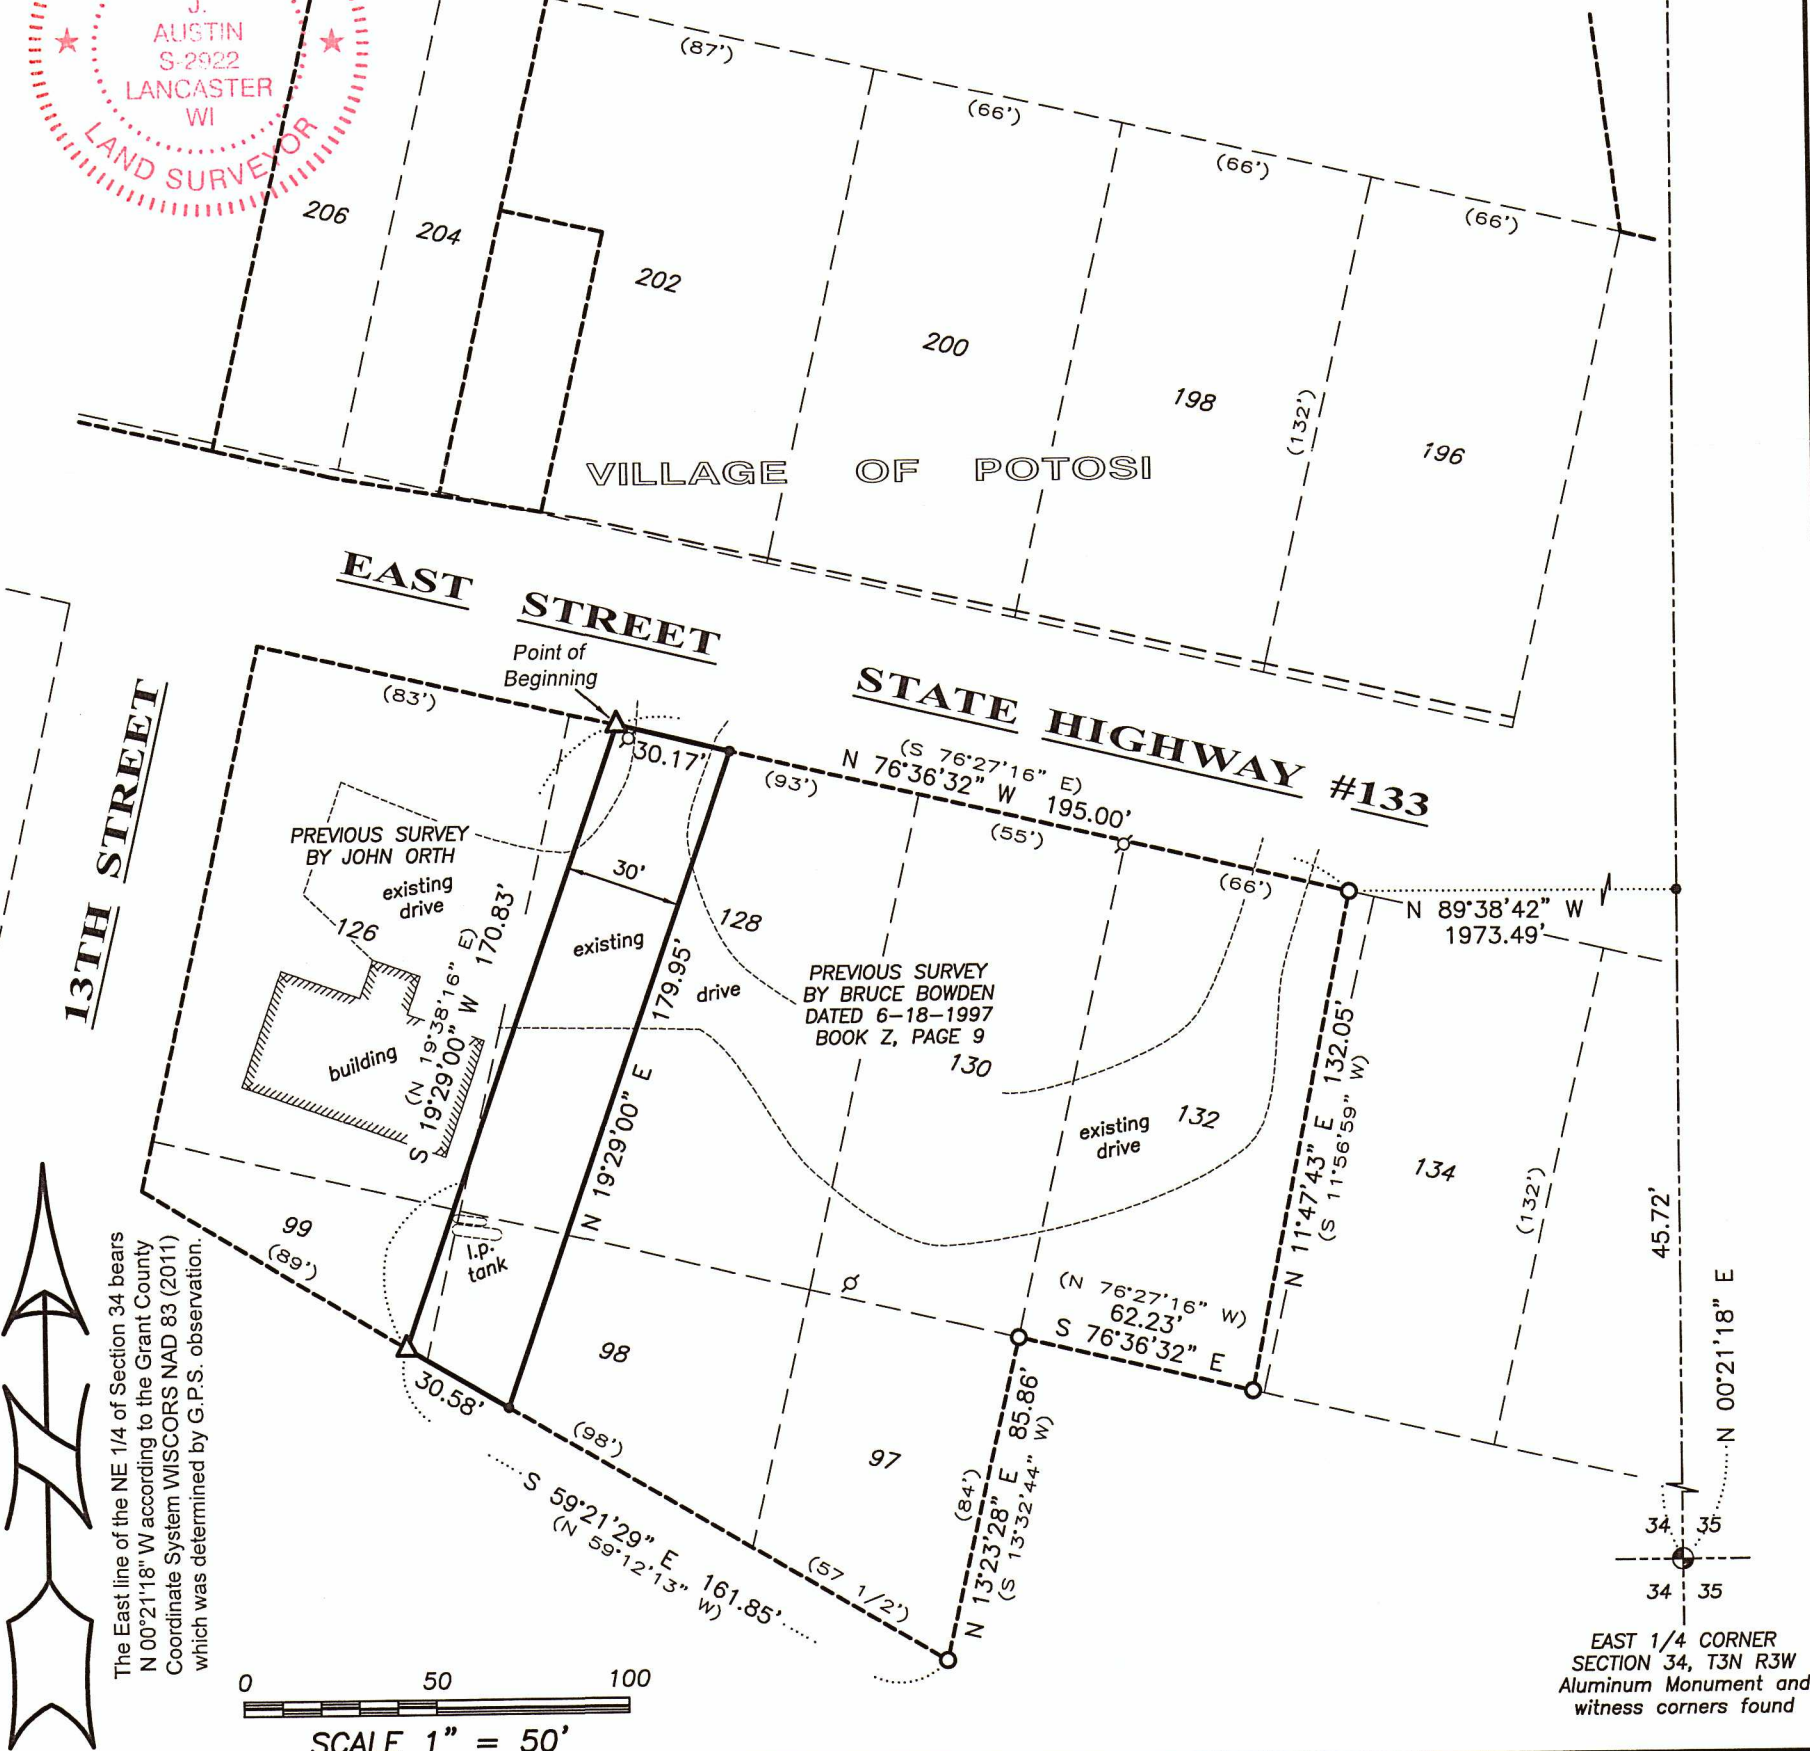 J.
AUSTIN
S-2922
LANCASTER
WI
LAND SURVEYOR
(87')
(66')
(66')
(66')
206
204
202
200
198
(132')
196
VILLAGE OF POTOSI
EAST STREET
STATE HIGHWAY #133
13TH STREET
Point of
Beginning
(83')
30.17'
(93')
(S 76°27'16" E)
N 76°36'32" W 195.00'
(55')
(66')
N 89°38'42" W
1973.49'
PREVIOUS SURVEY
BY JOHN ORTH
existing
drive
126
building
(N 19°38'16" E)
S 19°29'00" W 170.83'
30'
existing
drive
N 19°29'00" E 179.95'
128
PREVIOUS SURVEY
BY BRUCE BOWDEN
DATED 6-18-1997
BOOK Z, PAGE 9
130
existing
drive
132
N 11°47'43" E 132.05'
(S 11°56'59" W)
134
(132')
45.72'
N 00°21'18" E
99
(89')
l.p.
tank
98
30.58'
(98')
(N 76°27'16" W)
62.23'
S 76°36'32" E
97
(84')
N 13°23'28" E 85.86'
(S 13°32'44" W)
S 59°21'29" E 161.85'
(N 59°12'13" W)
(57 1/2')
34 35
34 35
EAST 1/4 CORNER
SECTION 34, T3N R3W
Aluminum Monument and
witness corners found
The East line of the NE 1/4 of Section 34 bears
N 00°21'18" W according to the Grant County
Coordinate System WISCORS NAD 83 (2011)
which was determined by G.P.S. observation.
0 50 100
SCALE 1" = 50'